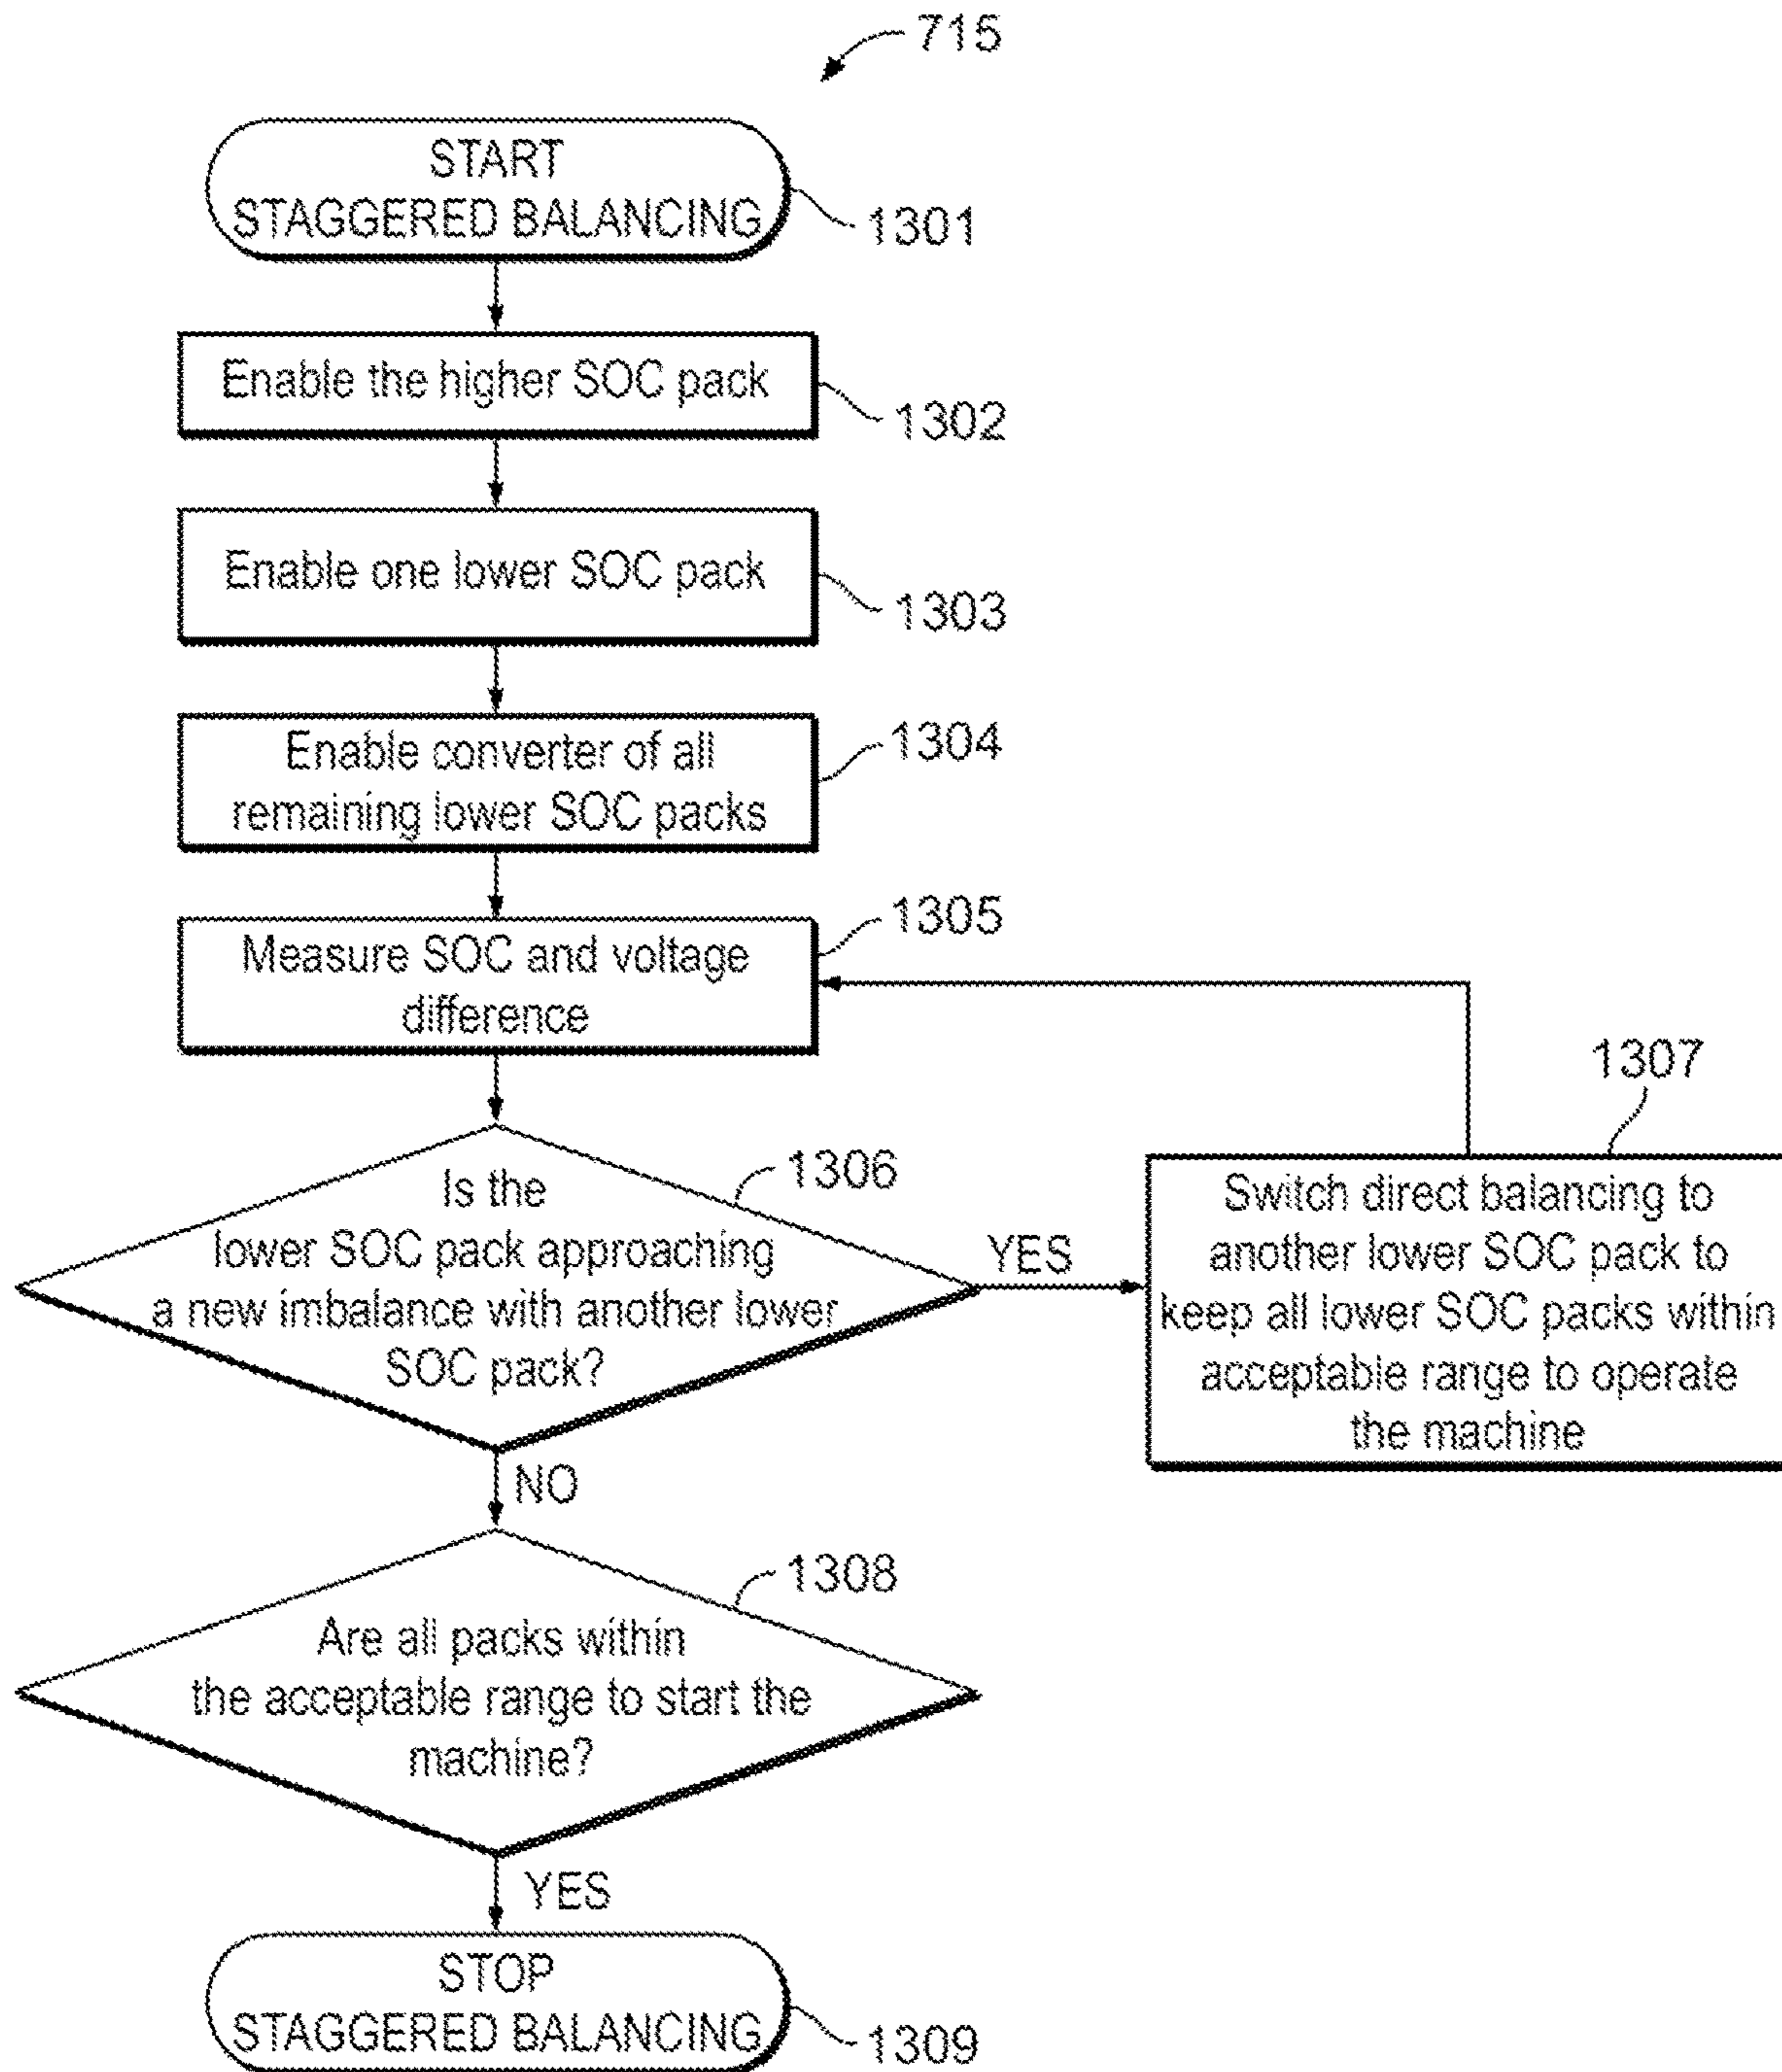 715
START
STAGGERED BALANCING
1301
Enable the higher SOC pack
1302
Enable one lower SOC pack
1303
Enable converter of all
remaining lower SOC packs
1304
Measure SOC and voltage
difference
1305
Is the
lower SOC pack approaching
a new imbalance with another lower
SOC pack?
1306
YES
Switch direct balancing to
another lower SOC pack to
keep all lower SOC packs within
acceptable range to operate
the machine
1307
NO
Are all packs within
the acceptable range to start the
machine?
1308
YES
STOP
STAGGERED BALANCING
1309